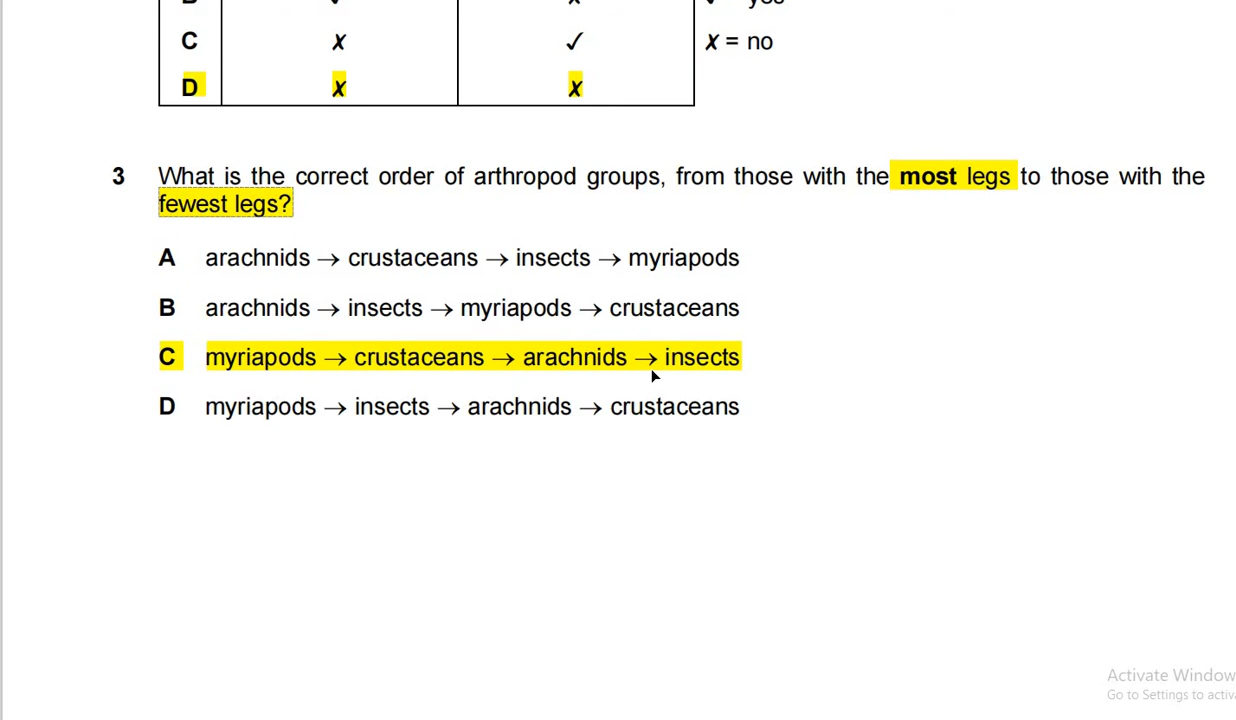 C ✗ ✓ ✗ = no
D ✗ ✗
3 What is the correct order of arthropod groups, from those with the most legs to those with the
fewest legs?
A arachnids → crustaceans → insects → myriapods
B arachnids → insects → myriapods → crustaceans
C myriapods → crustaceans → arachnids → insects
D myriapods → insects → arachnids → crustaceans
Activate Window
Go to Settings to activ